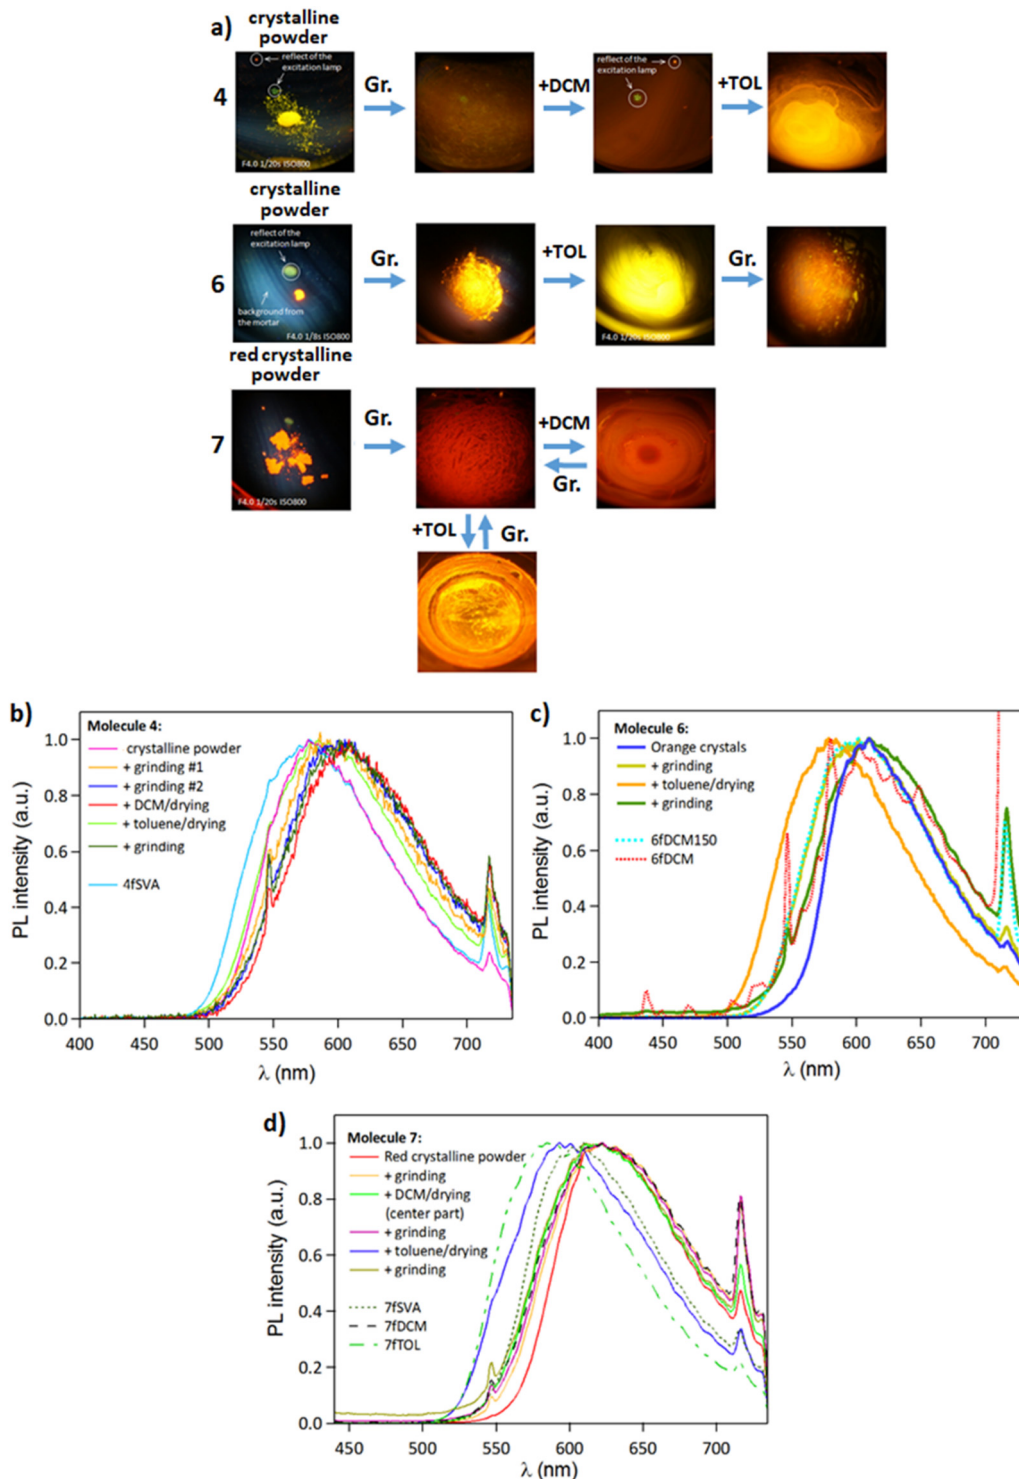 a)
crystalline
powder
4
reflect of the
excitation lamp
F4.0 1/20s ISO800
Gr.
+DCM
reflect of the
excitation lamp
+TOL
crystalline
powder
6
reflect of the
excitation lamp
background from
the mortar
F4.0 1/8s ISO800
Gr.
+TOL
F4.0 1/20s ISO800
Gr.
red crystalline
powder
7
F4.0 1/20s ISO800
Gr.
+DCM
Gr.
+TOL
Gr.
b)
Molecule 4:
crystalline powder
+ grinding #1
+ grinding #2
+ DCM/drying
+ toluene/drying
+ grinding
4fSVA
PL intensity (a.u.)
1.0
0.8
0.6
0.4
0.2
0.0
400 450 500 550 600 650 700
λ (nm)
c)
Molecule 6:
Orange crystals
+ grinding
+ toluene/drying
+ grinding
6fDCM150
6fDCM
PL intensity (a.u.)
1.0
0.8
0.6
0.4
0.2
0.0
400 450 500 550 600 650 700
λ (nm)
d)
Molecule 7:
Red crystalline powder
+ grinding
+ DCM/drying
(center part)
+ grinding
+ toluene/drying
+ grinding
7fSVA
7fDCM
7fTOL
PL intensity (a.u.)
1.0
0.8
0.6
0.4
0.2
0.0
450 500 550 600 650 700
λ (nm)